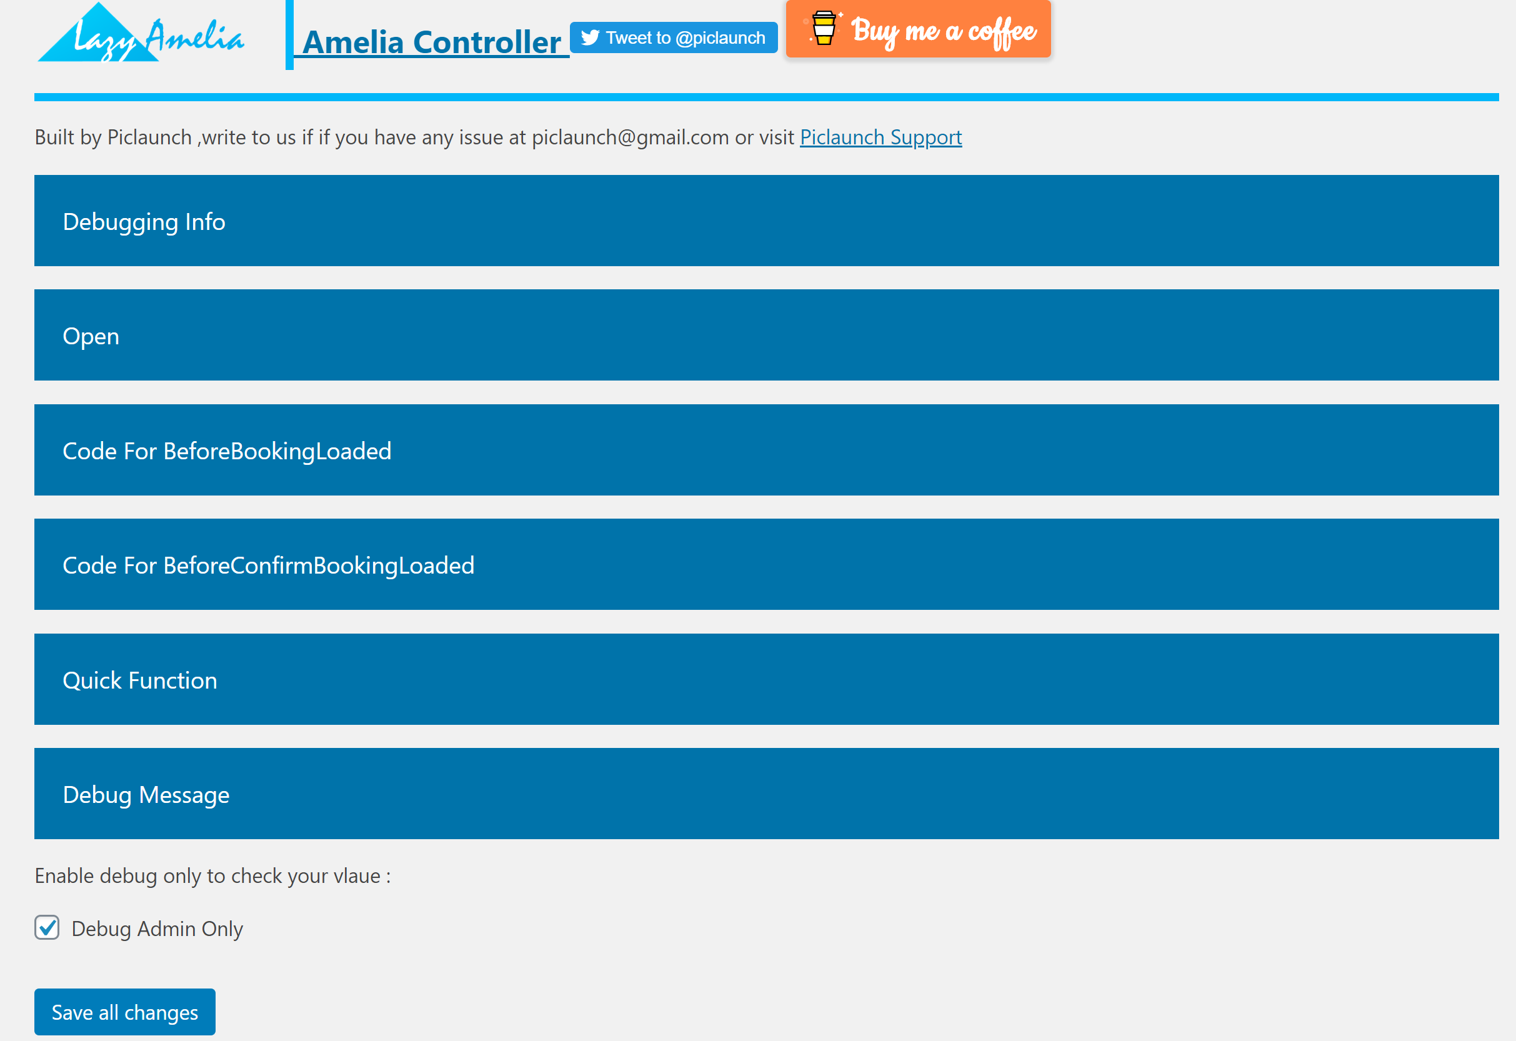 Lazy Amelia
Amelia Controller
Tweet to @piclaunch
Buy me a coffee
Built by Piclaunch ,write to us if if you have any issue at piclaunch@gmail.com or visit Piclaunch Support
Debugging Info
Open
Code For BeforeBookingLoaded
Code For BeforeConfirmBookingLoaded
Quick Function
Debug Message
Enable debug only to check your vlaue :
Debug Admin Only
Save all changes